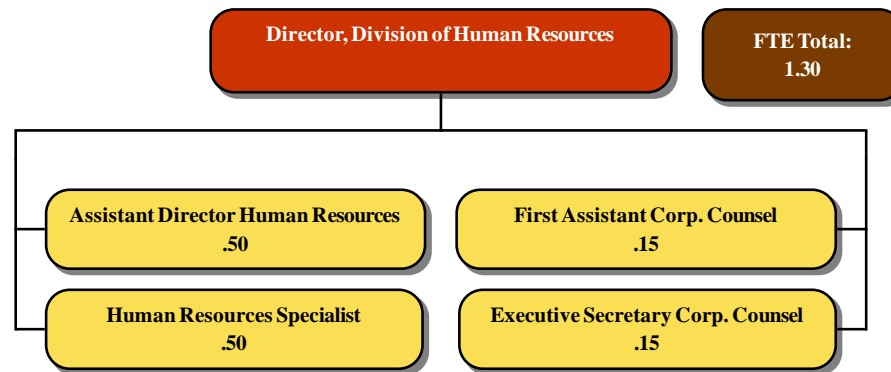 Director, Division of Human Resources
FTE Total:
1.30
Assistant Director Human Resources
.50
First Assistant Corp. Counsel
.15
Human Resources Specialist
.50
Executive Secretary Corp. Counsel
.15